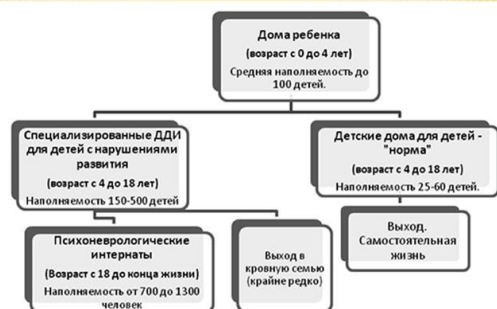 Дома ребенка
(возраст с 0 до 4 лет)
Средняя наполняемость до
100 детей.
Специализированные ДДИ
для детей с нарушениями
развития
(возраст с 4 до 18 лет)
Наполняемость 150-500 детей
Детские дома для детей -
"норма"
(возраст с 4 до 18 лет)
Наполняемость 25-60 детей.
Психоневрологические
интернаты
(Возраст с 18 до конца жизни)
Наполняемость от 700 до 1300
человек
Выход в
кровную семью
(крайне редко)
Выход.
Самостоятельная
жизнь